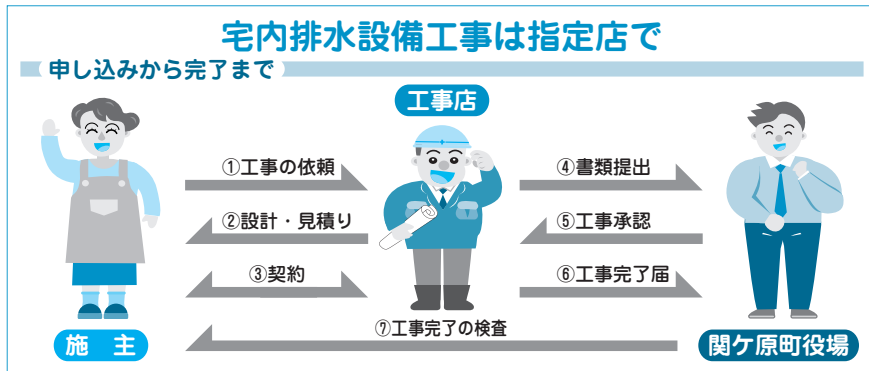 宅内排水設備工事は指定店で
申し込みから完了まで
工事店
①工事の依頼
④書類提出
②設計・見積り
⑤工事承認
③契約
⑥工事完了届
⑦工事完了の検査
施 主
関ケ原町役場